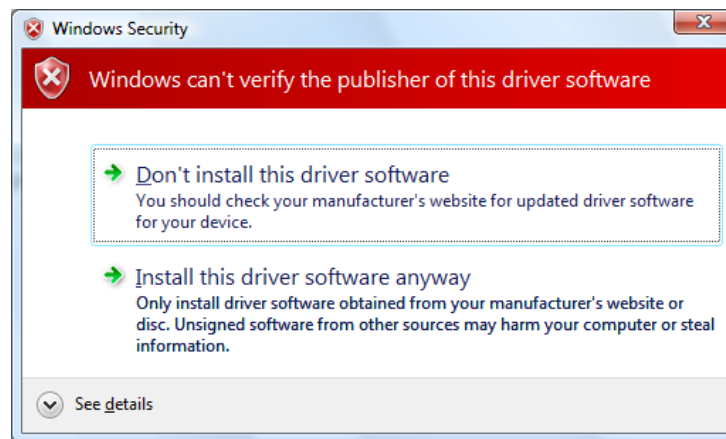 Windows Security
Windows can't verify the publisher of this driver software
Don't install this driver software
You should check your manufacturer's website for updated driver software
for your device.
Install this driver software anyway
Only install driver software obtained from your manufacturer's website or
disc. Unsigned software from other sources may harm your computer or steal
information.
See details